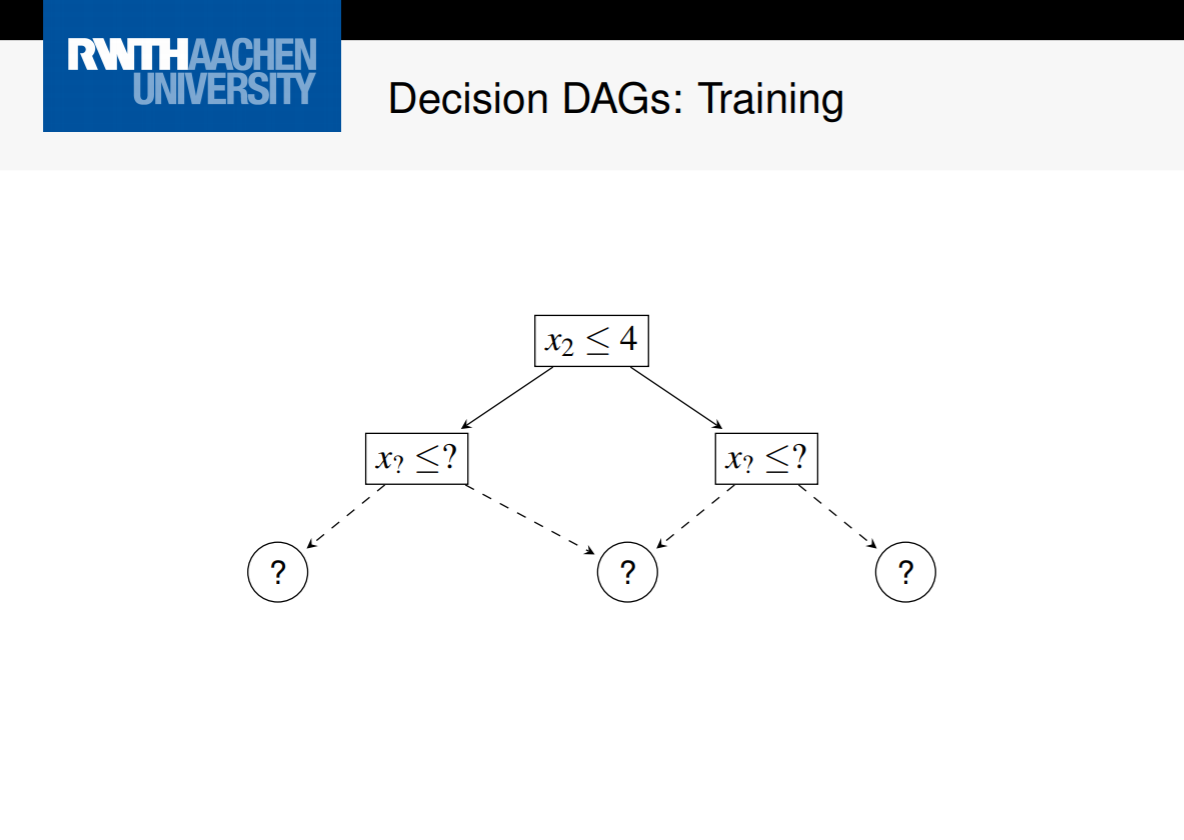 RWTHAACHEN
UNIVERSITY
Decision DAGs: Training
x₂ ≤ 4
x? ≤?
x? ≤?
?
?
?